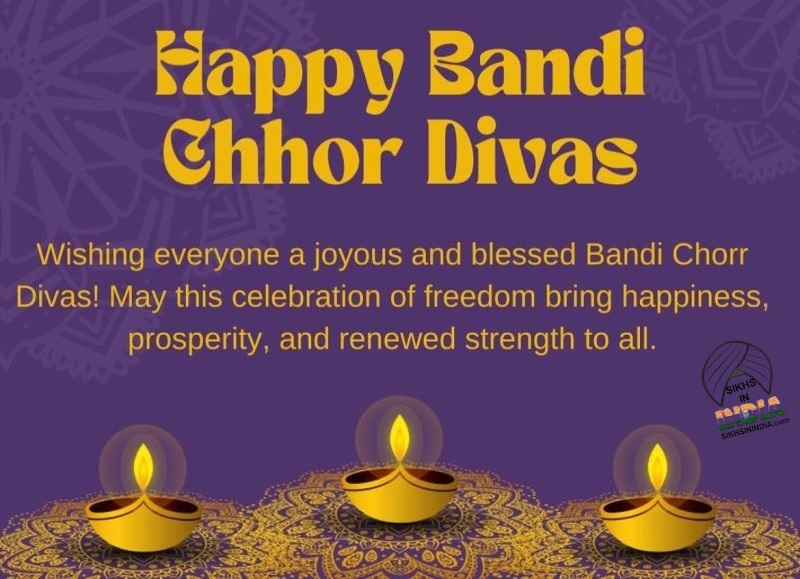 Happy Bandi
Chhor Divas
Wishing everyone a joyous and blessed Bandi Chorr
Divas! May this celebration of freedom bring happiness,
prosperity, and renewed strength to all.
SIKHS
IN
INDIA
SIKHSININDIA.com